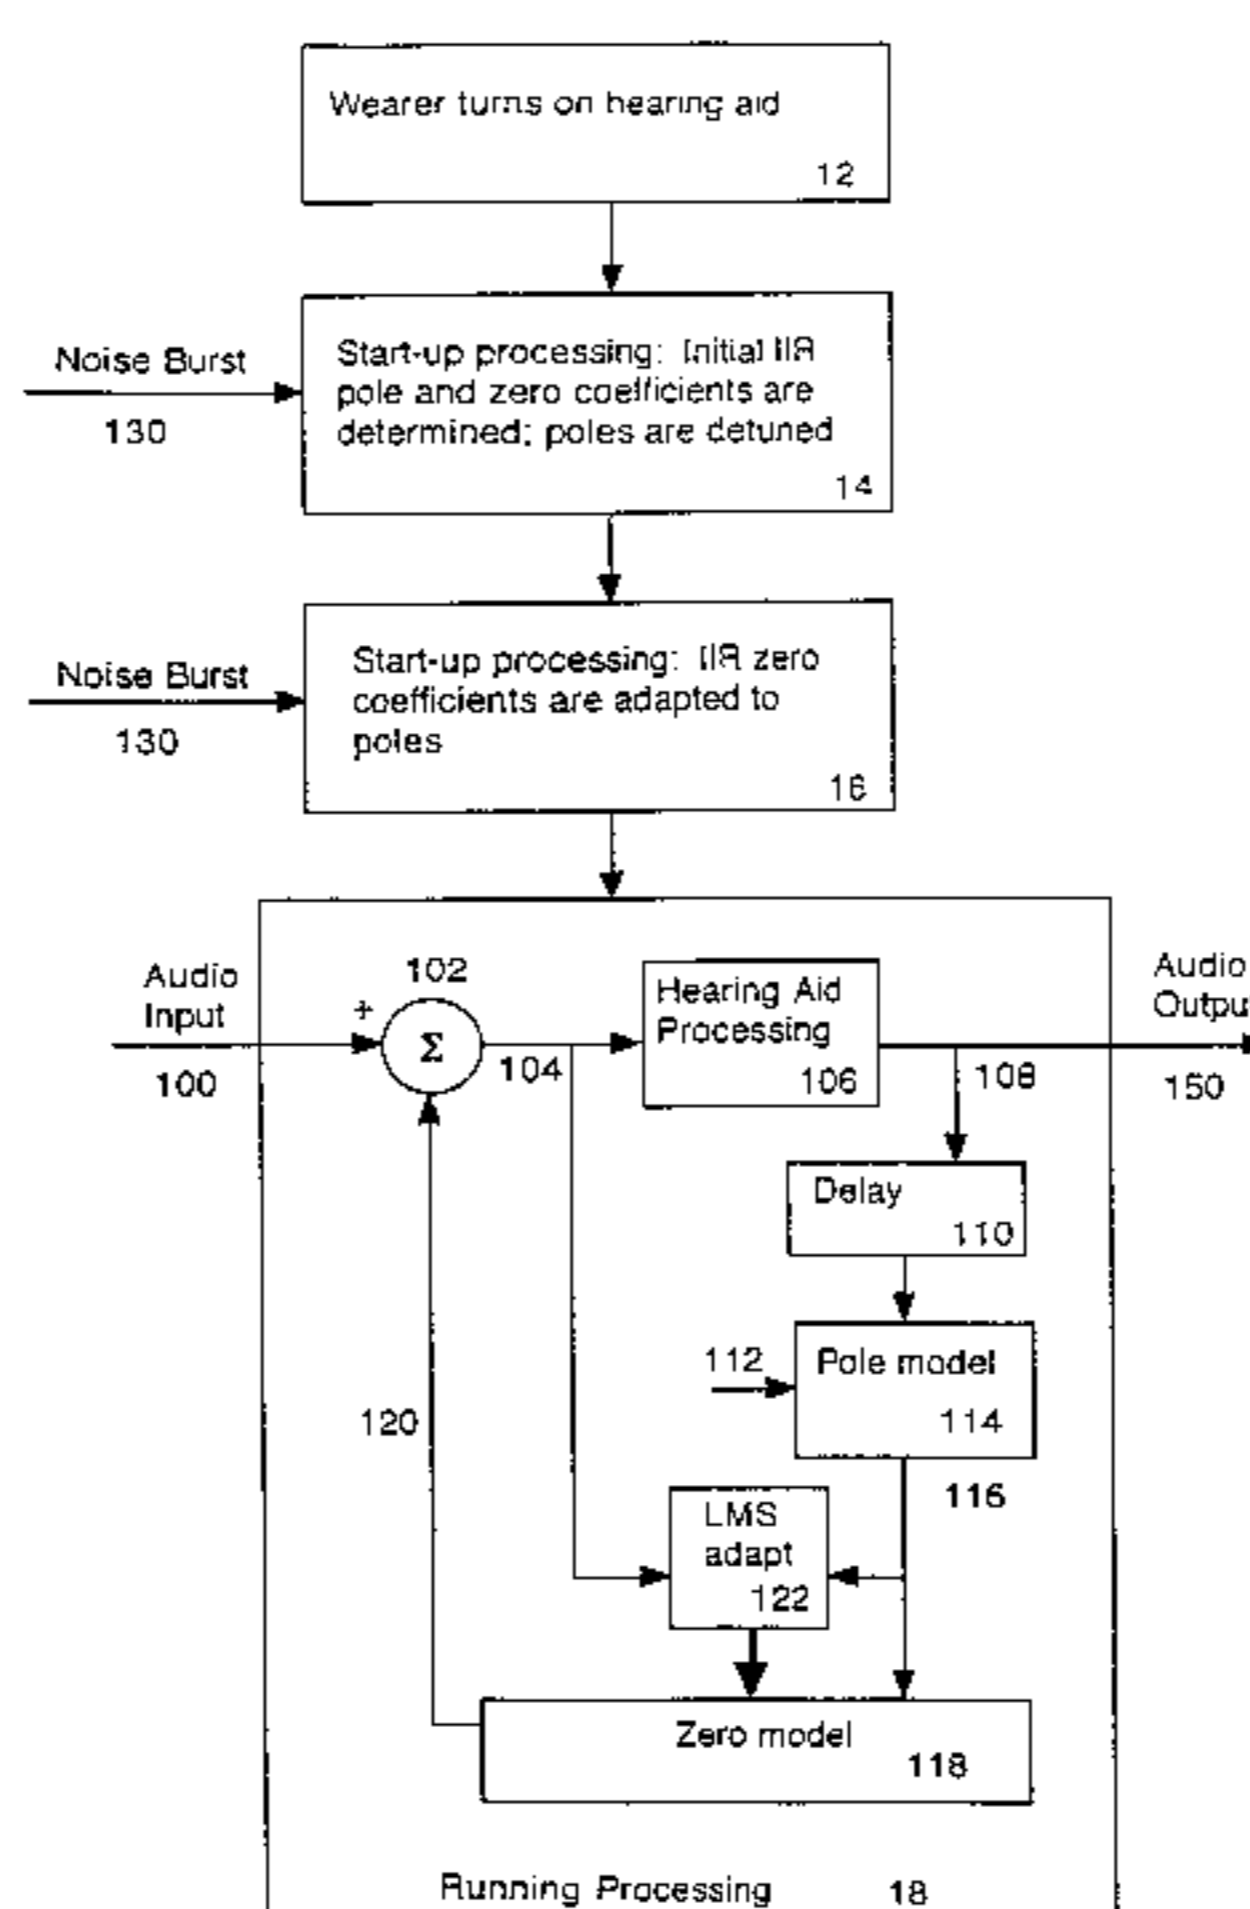 Wearer turns on hearing aid
12
Noise Burst
130
Start-up processing: Initial IIR
pole and zero coefficients are
determined; poles are detuned
14
Noise Burst
130
Start-up processing: IIR zero
coefficients are adapted to
poles
16
Audio
Input
100
+
102
Σ
104
Hearing Aid
Processing
106
108
Audio
Outpu
150
Delay
110
112
Pole model
114
116
120
LMS
adapt
122
Zero model
118
Running Processing 18